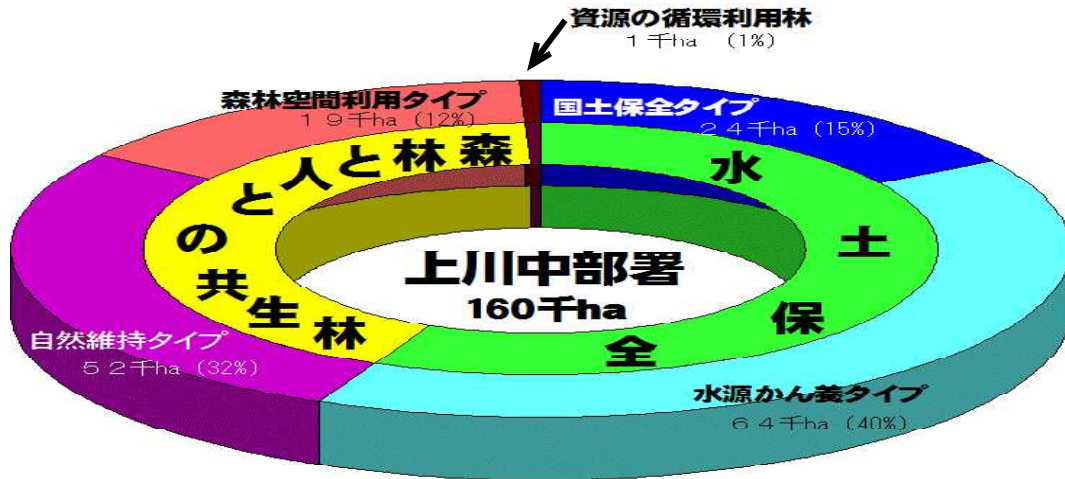 資源の循環利用林
１千ha (1%)
森林空間利用タイプ
１９千ha (12%)
国土保全タイプ
２４千ha (15%)
水土保全
森林と人との共生林
上川中部署
160千ha
自然維持タイプ
５２千ha (32%)
水源かん養タイプ
６４千ha (40%)